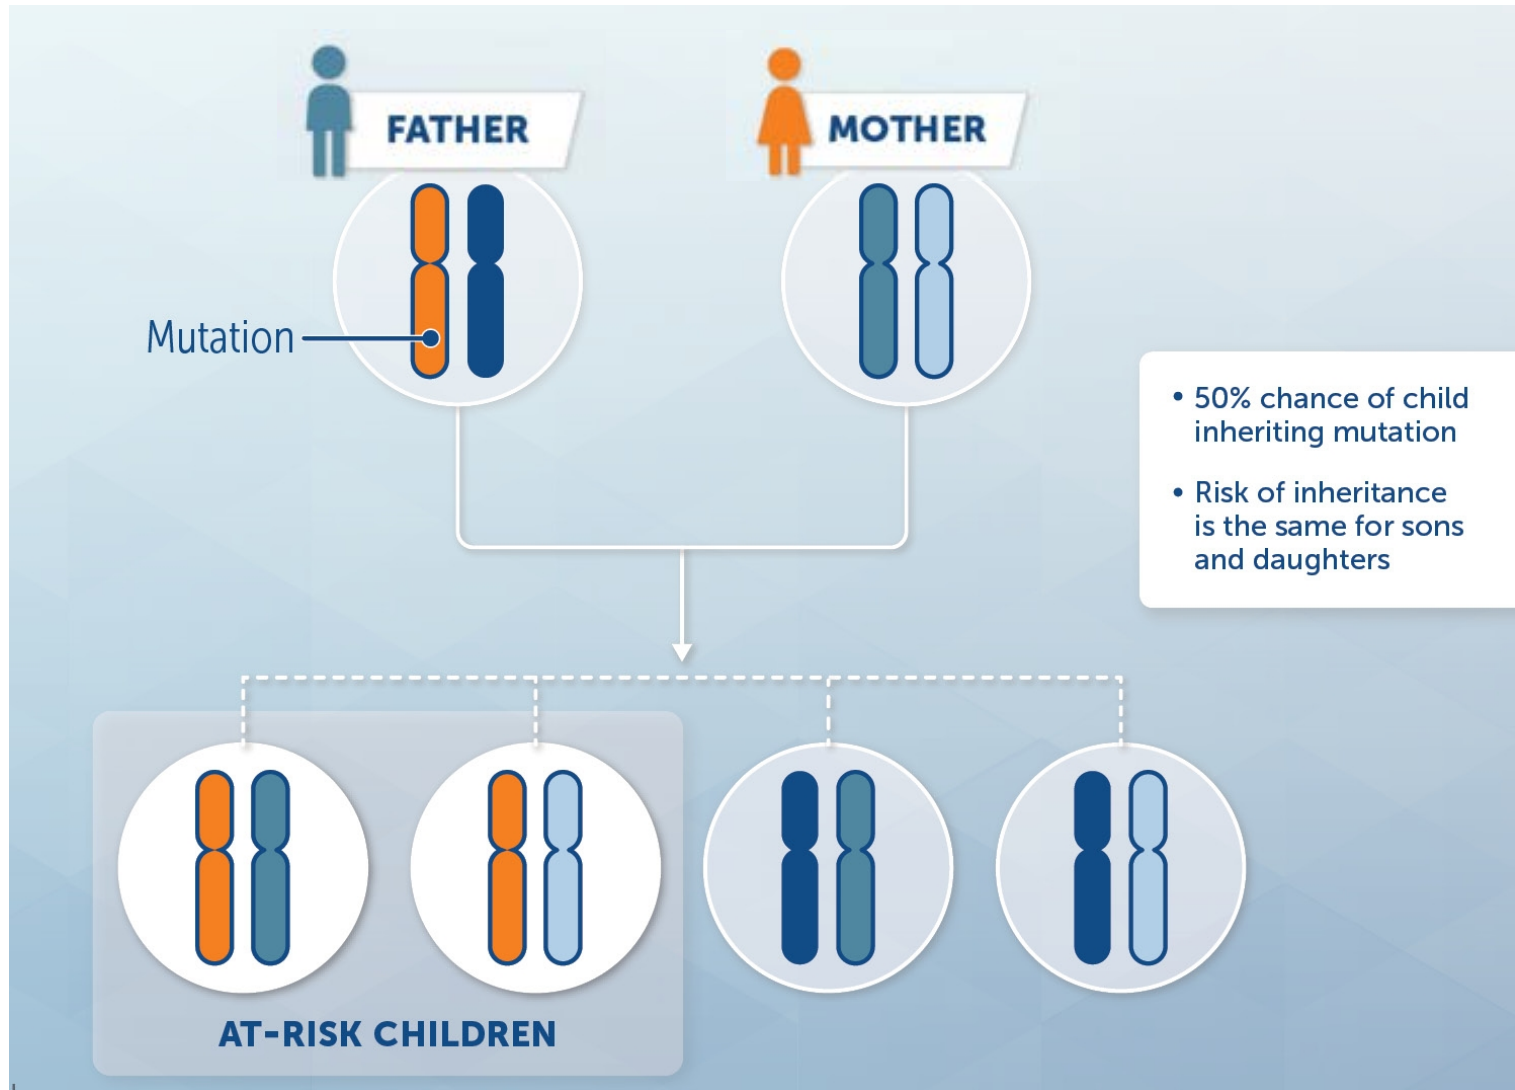 FATHER
MOTHER
Mutation
• 50% chance of child
inheriting mutation
• Risk of inheritance
is the same for sons
and daughters
AT-RISK CHILDREN